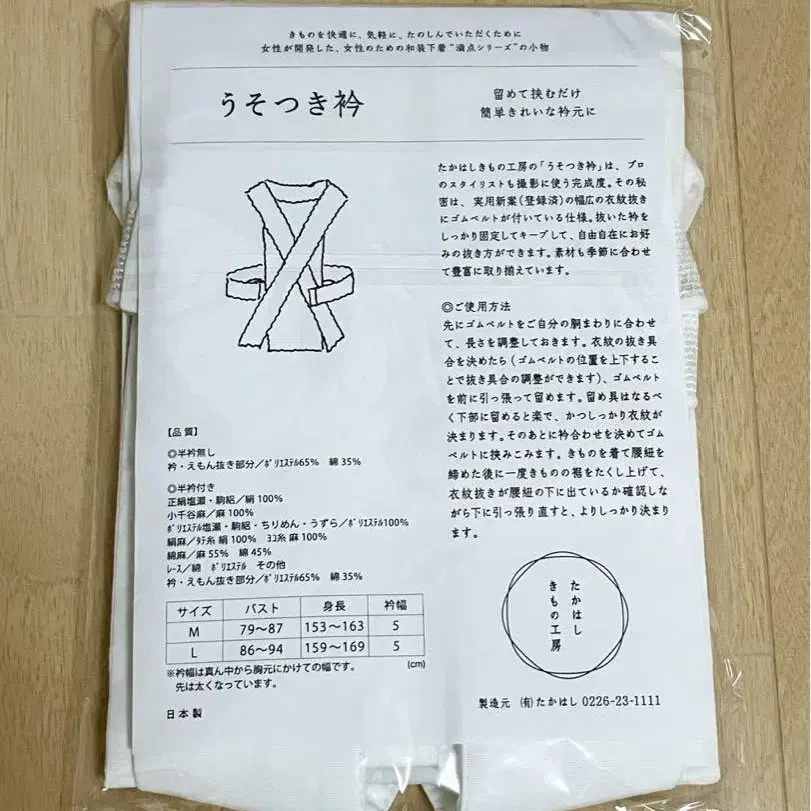 きものを快適に、気軽に、たのしんでいただくために
女性が開発した、女性のための和装下着“満点シリーズ”の小物
うそつき衿
留めて挟むだけ
簡単きれいな衿元に
たかはしきもの工房の「うそつき衿」は、プロ
のスタイリストも撮影に使う完成度。その秘
密は、実用新案(登録済)の幅広の衣紋抜き
にゴムベルトが付いている仕様。抜いた衿を
しっかり固定してキープして、自由自在にお好
みの抜き方ができます。素材も季節に合わせ
て豊富に取り揃えています。
◎ご使用方法
先にゴムベルトをご自分の胴まわりに合わせ
て、長さを調整しておきます。衣紋の抜き具
合を決めたら(ゴムベルトの位置を上下するこ
とで抜き具合の調整ができます)、ゴムベルト
を前に引っ張って留めます。留め具はなるべ
く下部に留めると楽で、かつしっかり衣紋が
決まります。そのあとに衿合わせを決めてゴム
ベルトに挟みこみます。きものを着て腰紐を
締めた後に一度きものの裾をたくし上げて、
衣紋抜きが腰紐の下に出ているか確認しな
がら下に引っ張り直すと、よりしっかり決まり
ます。
【品質】
◎半衿無し
衿・えもん抜き部分/ﾎﾟﾘｴｽﾃﾙ65% 綿 35%
◎半衿付き
正絹塩瀬・駒絽/絹 100%
小千谷麻/麻 100%
ﾎﾟﾘｴｽﾃﾙ塩瀬・駒絽・ちりめん・うずら/ﾎﾟﾘｴｽﾃﾙ100%
絹麻/ﾀﾃ糸 絹 100% ﾖｺ糸 麻 100%
綿麻/麻 55% 綿 45%
ﾚｰｽ/綿 ﾎﾟﾘｴｽﾃﾙ その他
衿・えもん抜き部分/ﾎﾟﾘｴｽﾃﾙ65% 綿 35%
サイズ バスト 身長 衿幅
M 79〜87 153〜163 5
L 86〜94 159〜169 5
(cm)
※衿幅は真ん中から胸元にかけての幅です。
先は太くなっています。
日本製
たかはし
きもの工房
製造元 (有)たかはし 0226-23-1111